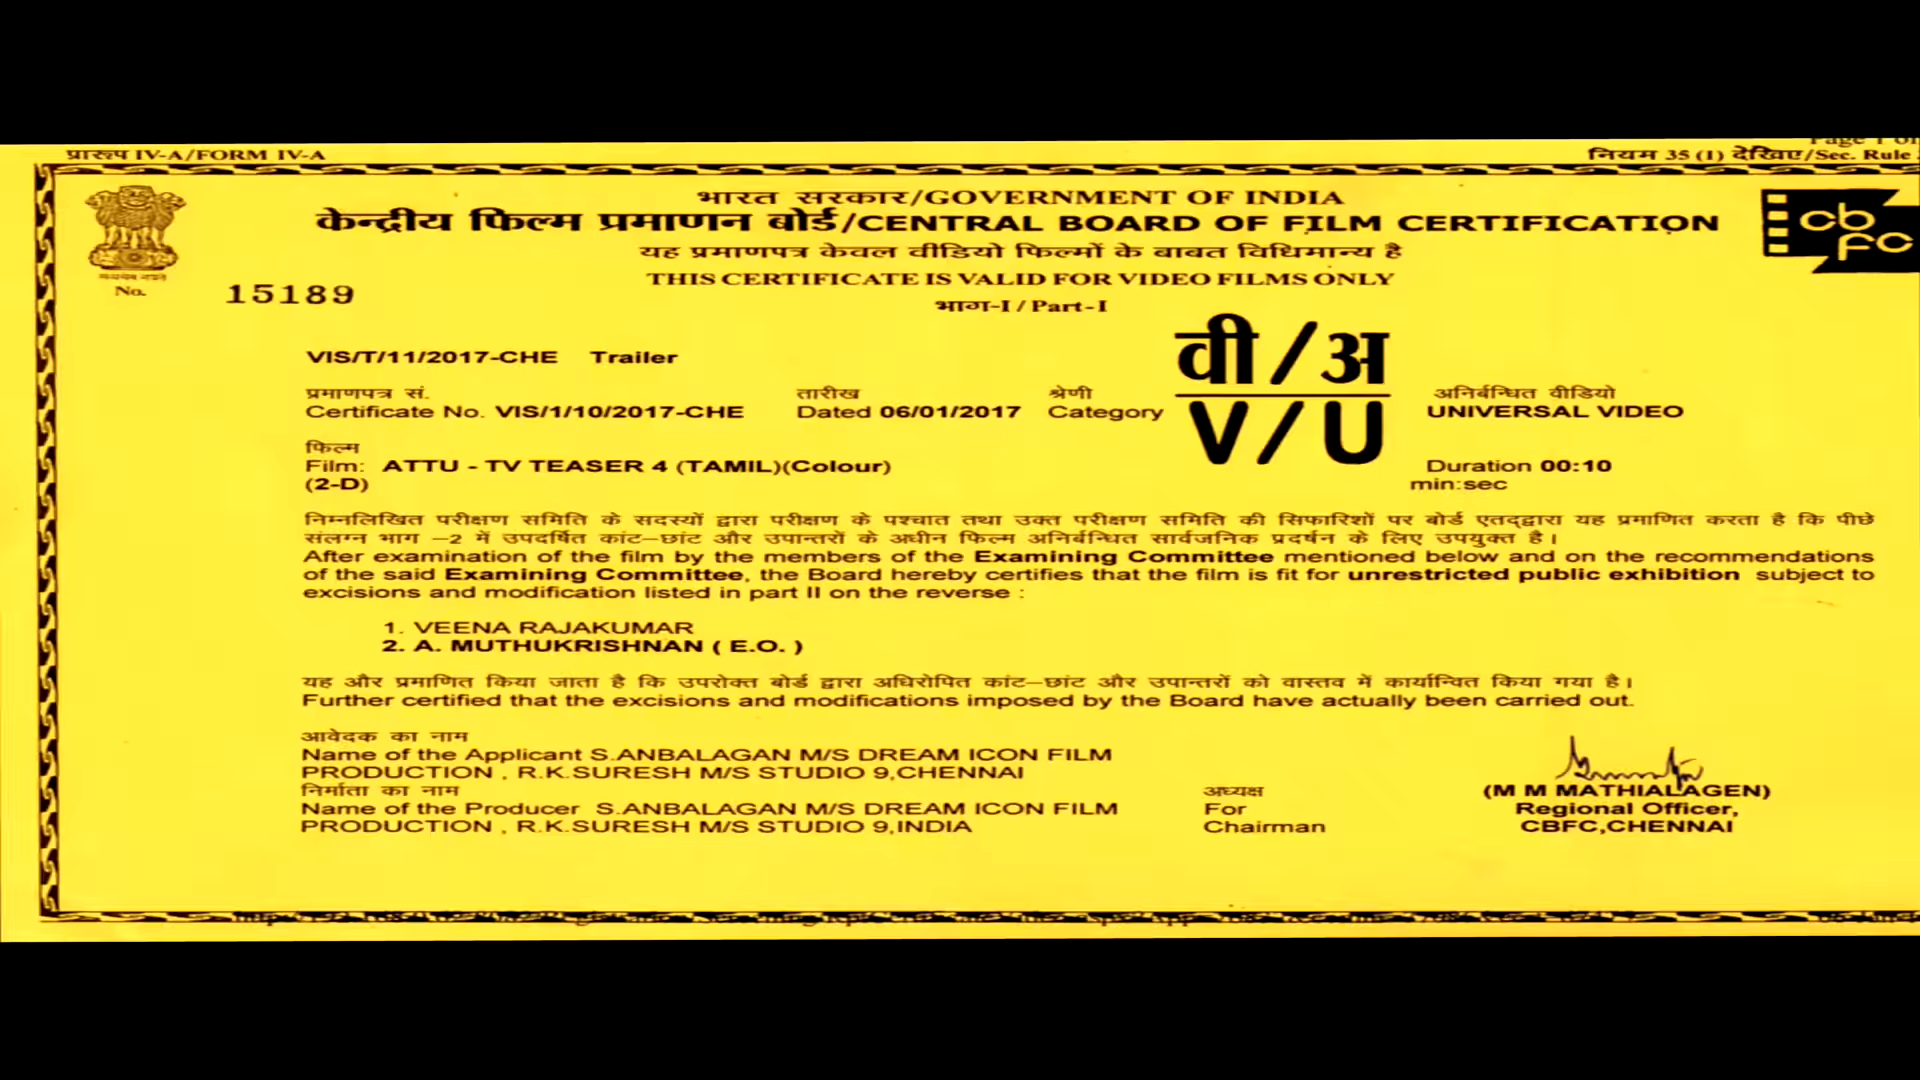 प्रारूप IV-A/FORM IV-A
नियम 35 (1) देखिए/Sec. Rule
भारत सरकार/GOVERNMENT OF INDIA
केन्द्रीय फिल्म प्रमाणन बोर्ड/CENTRAL BOARD OF FILM CERTIFICATION
cb
fc
यह प्रमाणपत्र केवल वीडियो फिल्मों के बाबत विधिमान्य है
सत्यमेव जयते
THIS CERTIFICATE IS VALID FOR VIDEO FILMS ONLY
No. 15189
भाग-I / Part-I
VIS/T/11/2017-CHE Trailer
वी/अ
V/U
प्रमाणपत्र सं. तारीख श्रेणी अनिर्बन्धित वीडियो
Certificate No. VIS/1/10/2017-CHE Dated 06/01/2017 Category UNIVERSAL VIDEO
फिल्म
Film: ATTU - TV TEASER 4 (TAMIL)(Colour) Duration 00:10
(2-D) min:sec
निम्नलिखित परीक्षण समिति के सदस्यों द्वारा परीक्षण के पश्चात तथा उक्त परीक्षण समिति की सिफारिशों पर बोर्ड एतद्द्वारा यह प्रमाणित करता है कि पीछे
संलग्न भाग -2 में उपदर्षित कांट-छांट और उपान्तरों के अधीन फिल्म अनिर्बन्धित सार्वजनिक प्रदर्षन के लिए उपयुक्त है।
After examination of the film by the members of the Examining Committee mentioned below and on the recommendations
of the said Examining Committee, the Board hereby certifies that the film is fit for unrestricted public exhibition subject to
excisions and modification listed in part II on the reverse :
1. VEENA RAJAKUMAR
2. A. MUTHUKRISHNAN ( E.O. )
यह और प्रमाणित किया जाता है कि उपरोक्त बोर्ड द्वारा अधिरोपित कांट-छांट और उपान्तरों को वास्तव में कार्यान्वित किया गया है।
Further certified that the excisions and modifications imposed by the Board have actually been carried out.
आवेदक का नाम
Name of the Applicant S.ANBALAGAN M/S DREAM ICON FILM
PRODUCTION , R.K.SURESH M/S STUDIO 9,CHENNAI
निर्माता का नाम
Name of the Producer S.ANBALAGAN M/S DREAM ICON FILM
PRODUCTION , R.K.SURESH M/S STUDIO 9,INDIA
अध्यक्ष
For
Chairman
(M M MATHIALAGEN)
Regional Officer,
CBFC,CHENNAI